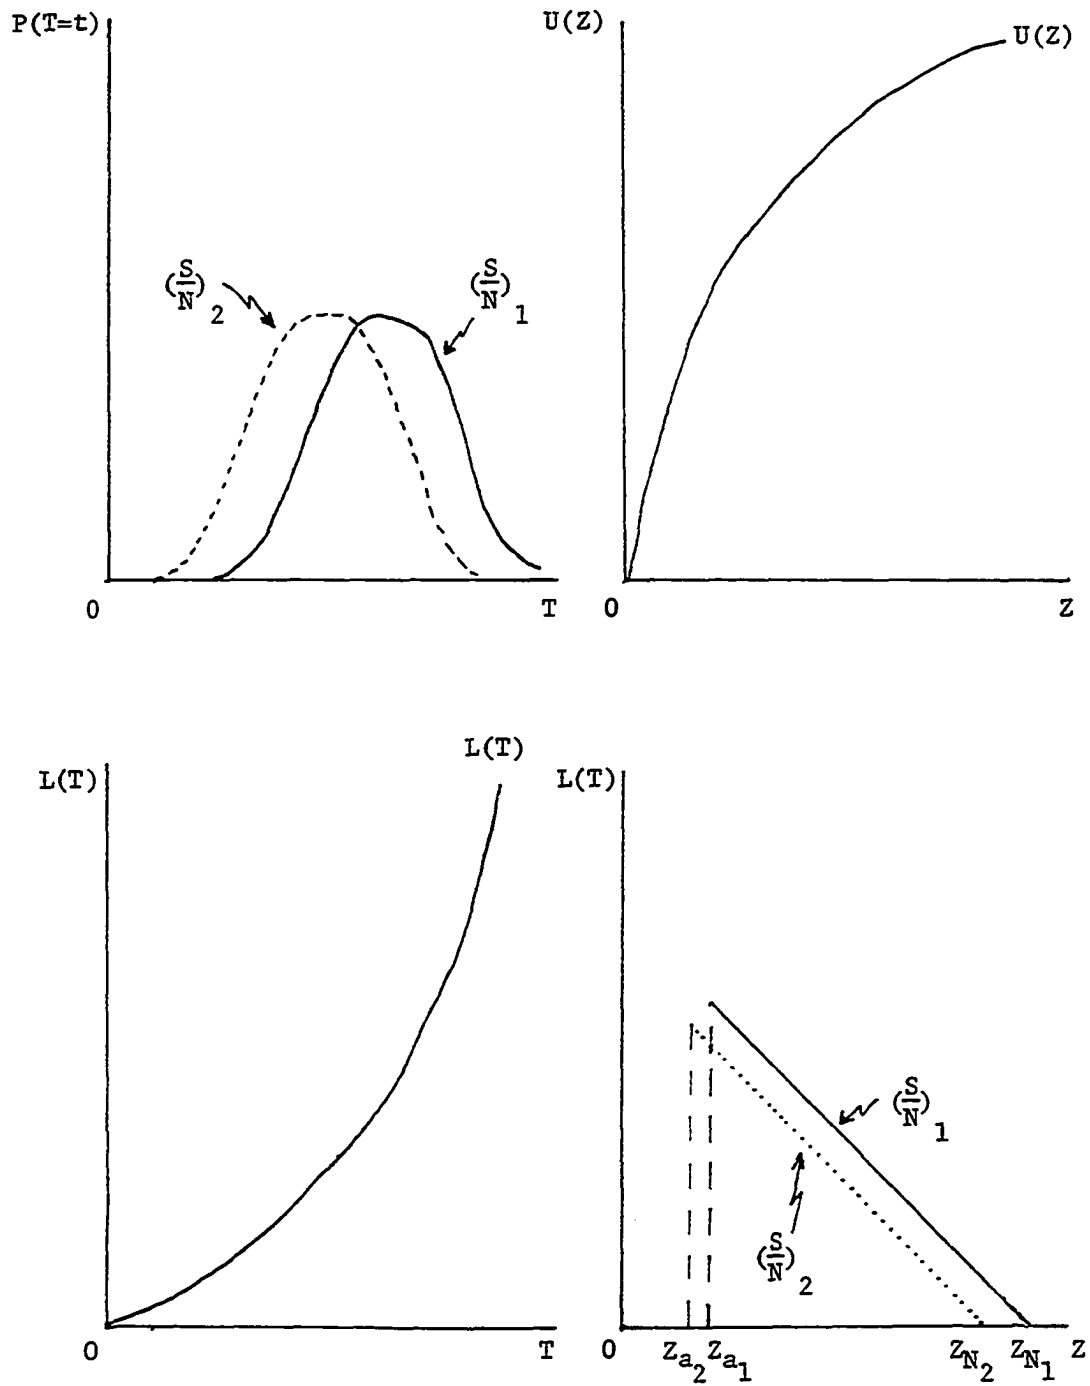 P(T=t)
U(Z)
U(Z)
(S/N)2
(S/N)1
0
T
0
Z
L(T)
L(T)
L(T)
(S/N)1
(S/N)2
0
T
0
Za2
Za1
ZN2
ZN1
Z